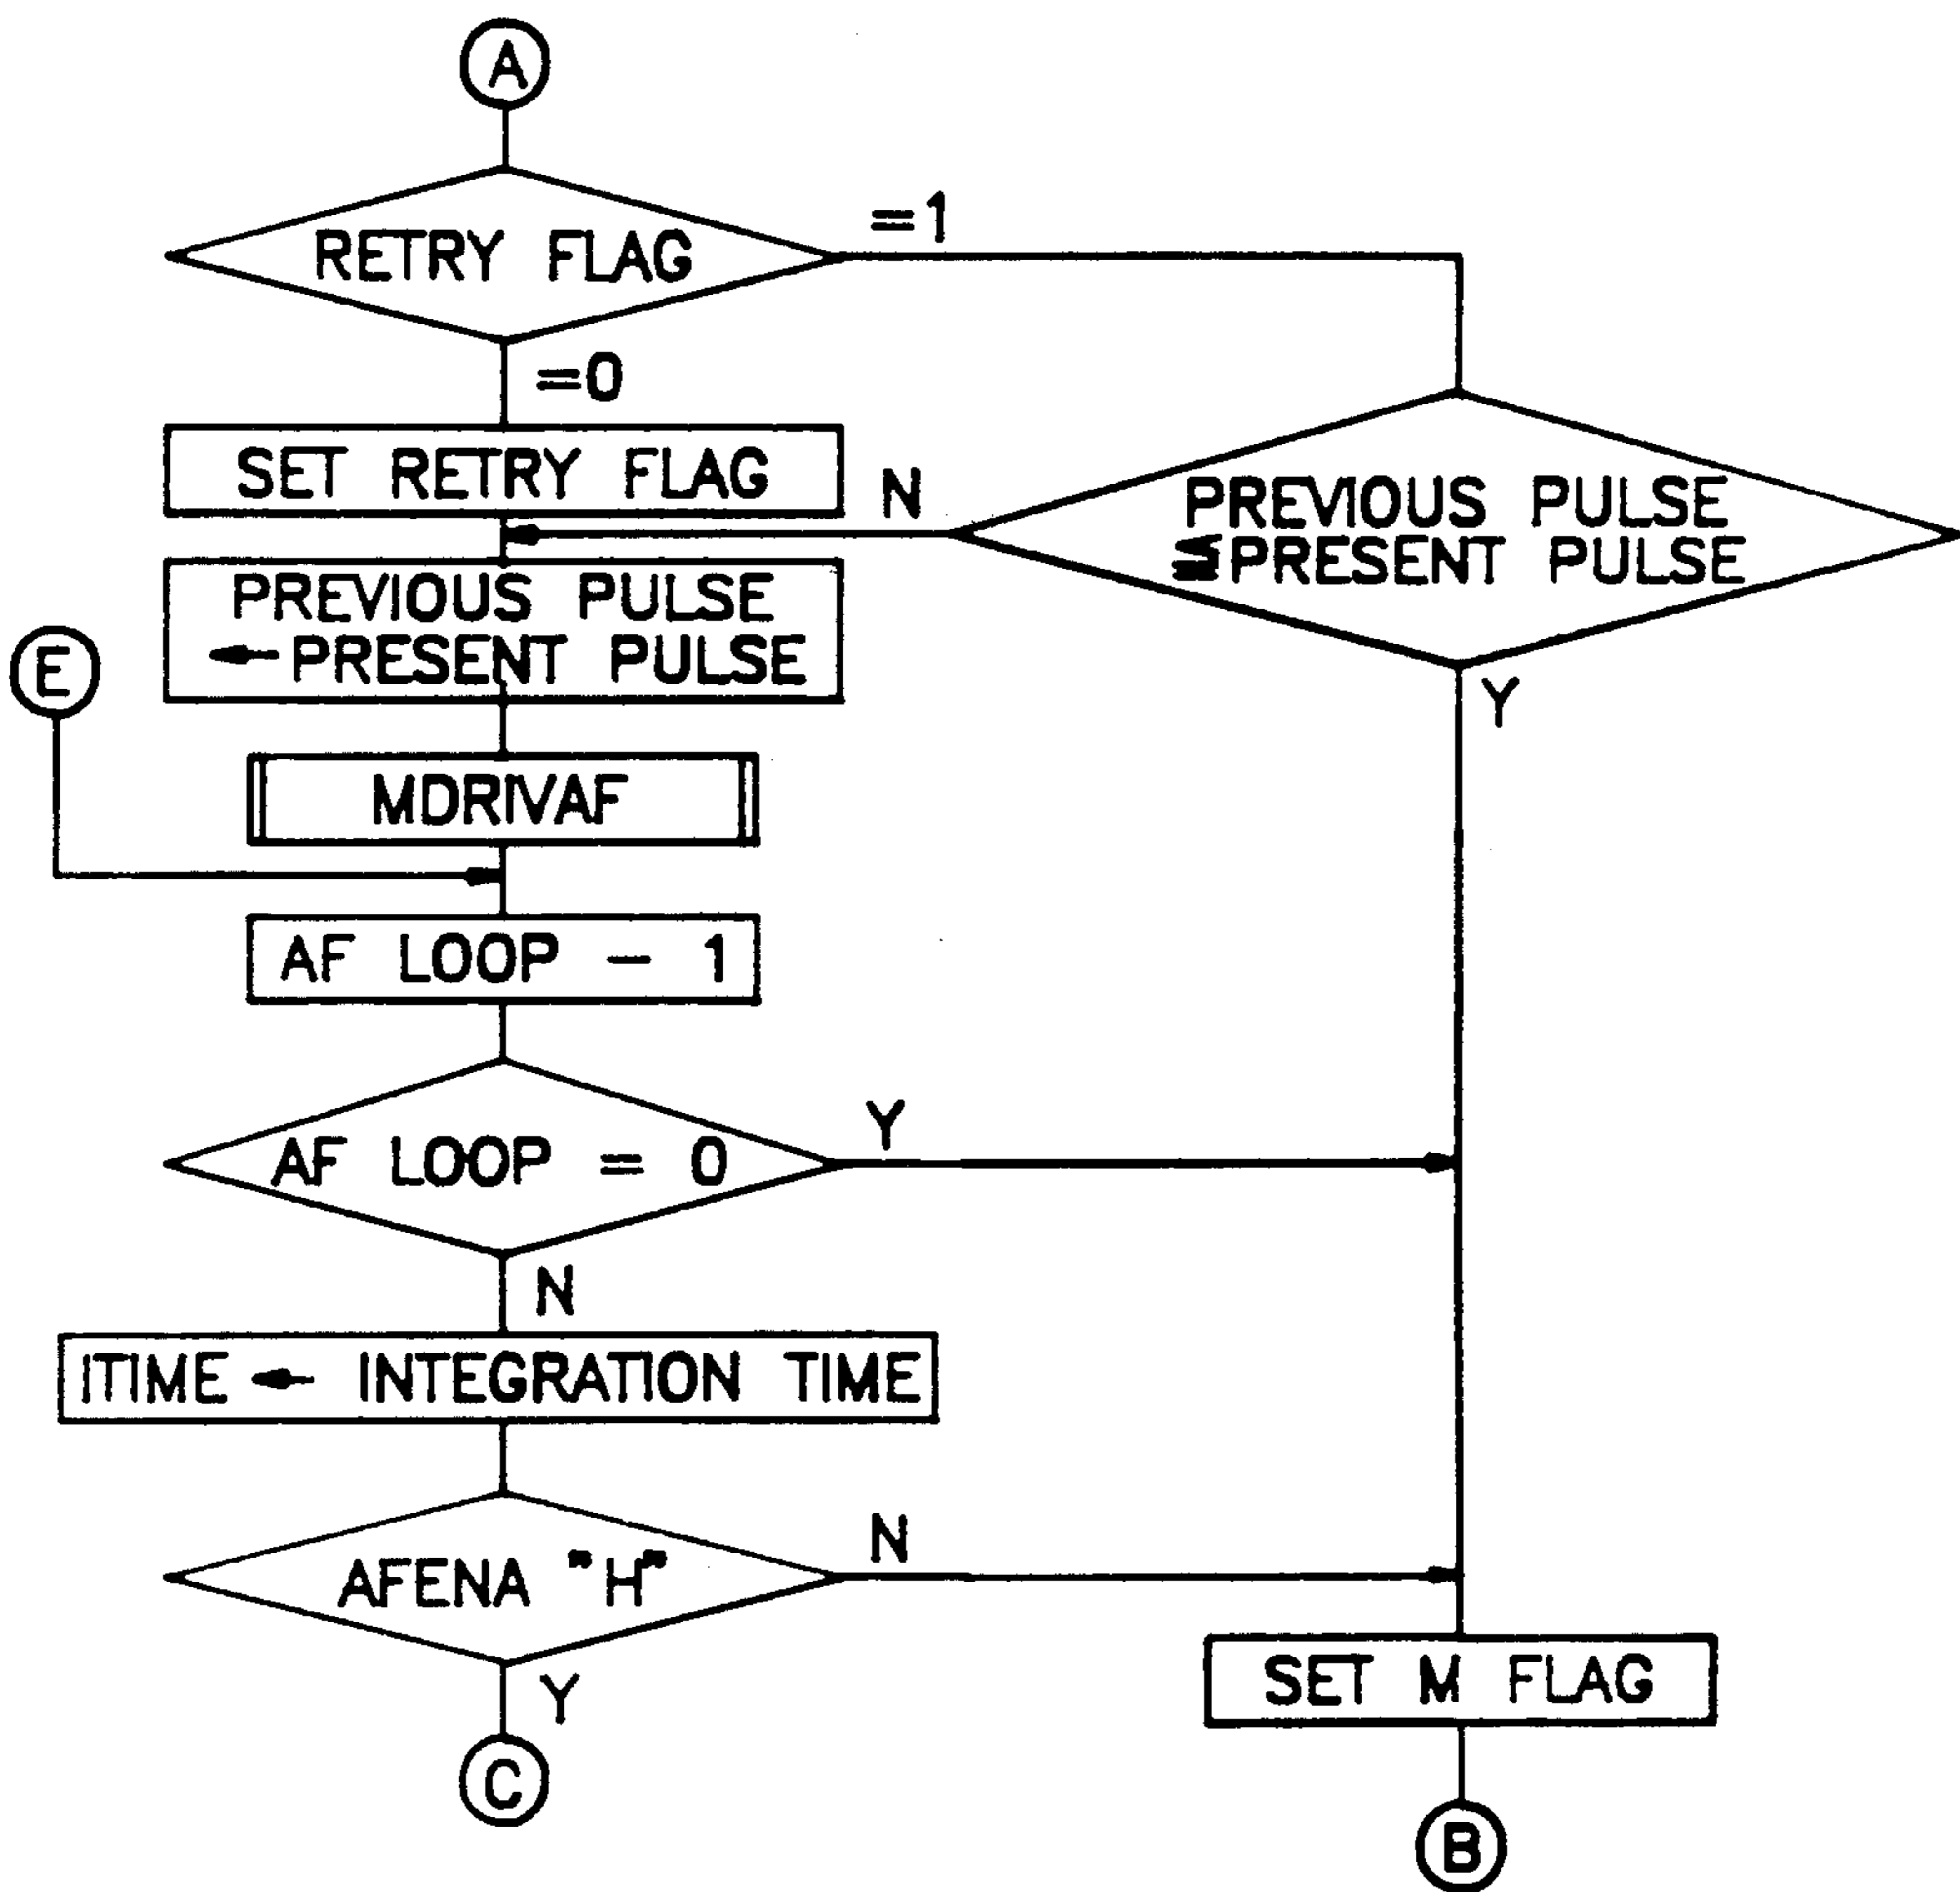 A
RETRY FLAG
=1
=0
SET RETRY FLAG
N
PREVIOUS PULSE
≦PRESENT PULSE
PREVIOUS PULSE
←PRESENT PULSE
E
Y
MDRIVAF
AF LOOP - 1
AF LOOP = 0
Y
N
ITIME ← INTEGRATION TIME
AFENA "H"
N
Y
SET M FLAG
C
B